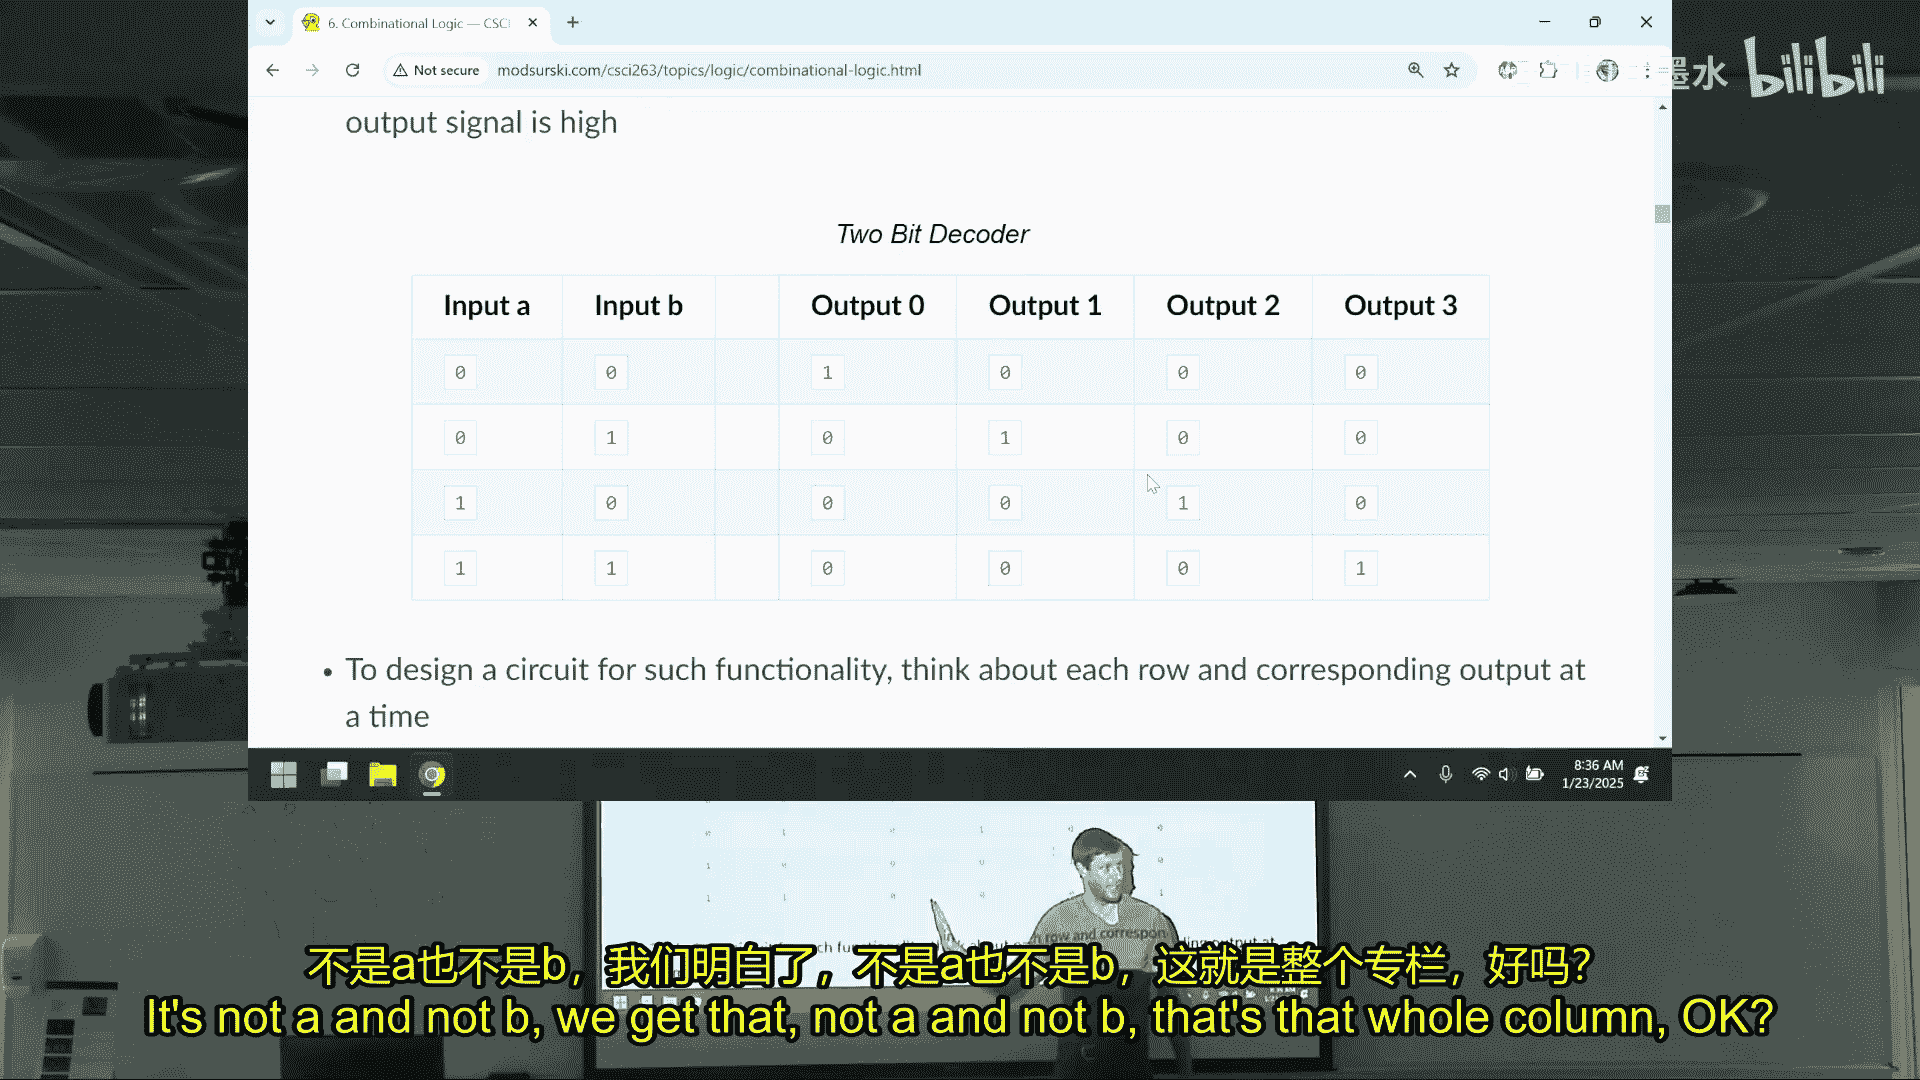 6. Combinational Logic — CSCI
Not secure
modsurski.com/csci263/topics/logic/combinational-logic.html
墨水 bilibili
output signal is high
Two Bit Decoder
Input a Input b Output 0 Output 1 Output 2 Output 3
0 0 1 0 0 0
0 1 0 1 0 0
1 0 0 0 1 0
1 1 0 0 0 1
• To design a circuit for such functionality, think about each row and corresponding output at
a time
8:36 AM
1/23/2025
不是a也不是b，我们明白了，不是a也不是b，这就是整个专栏，好吗？
It's not a and not b, we get that, not a and not b, that's that whole column, OK?